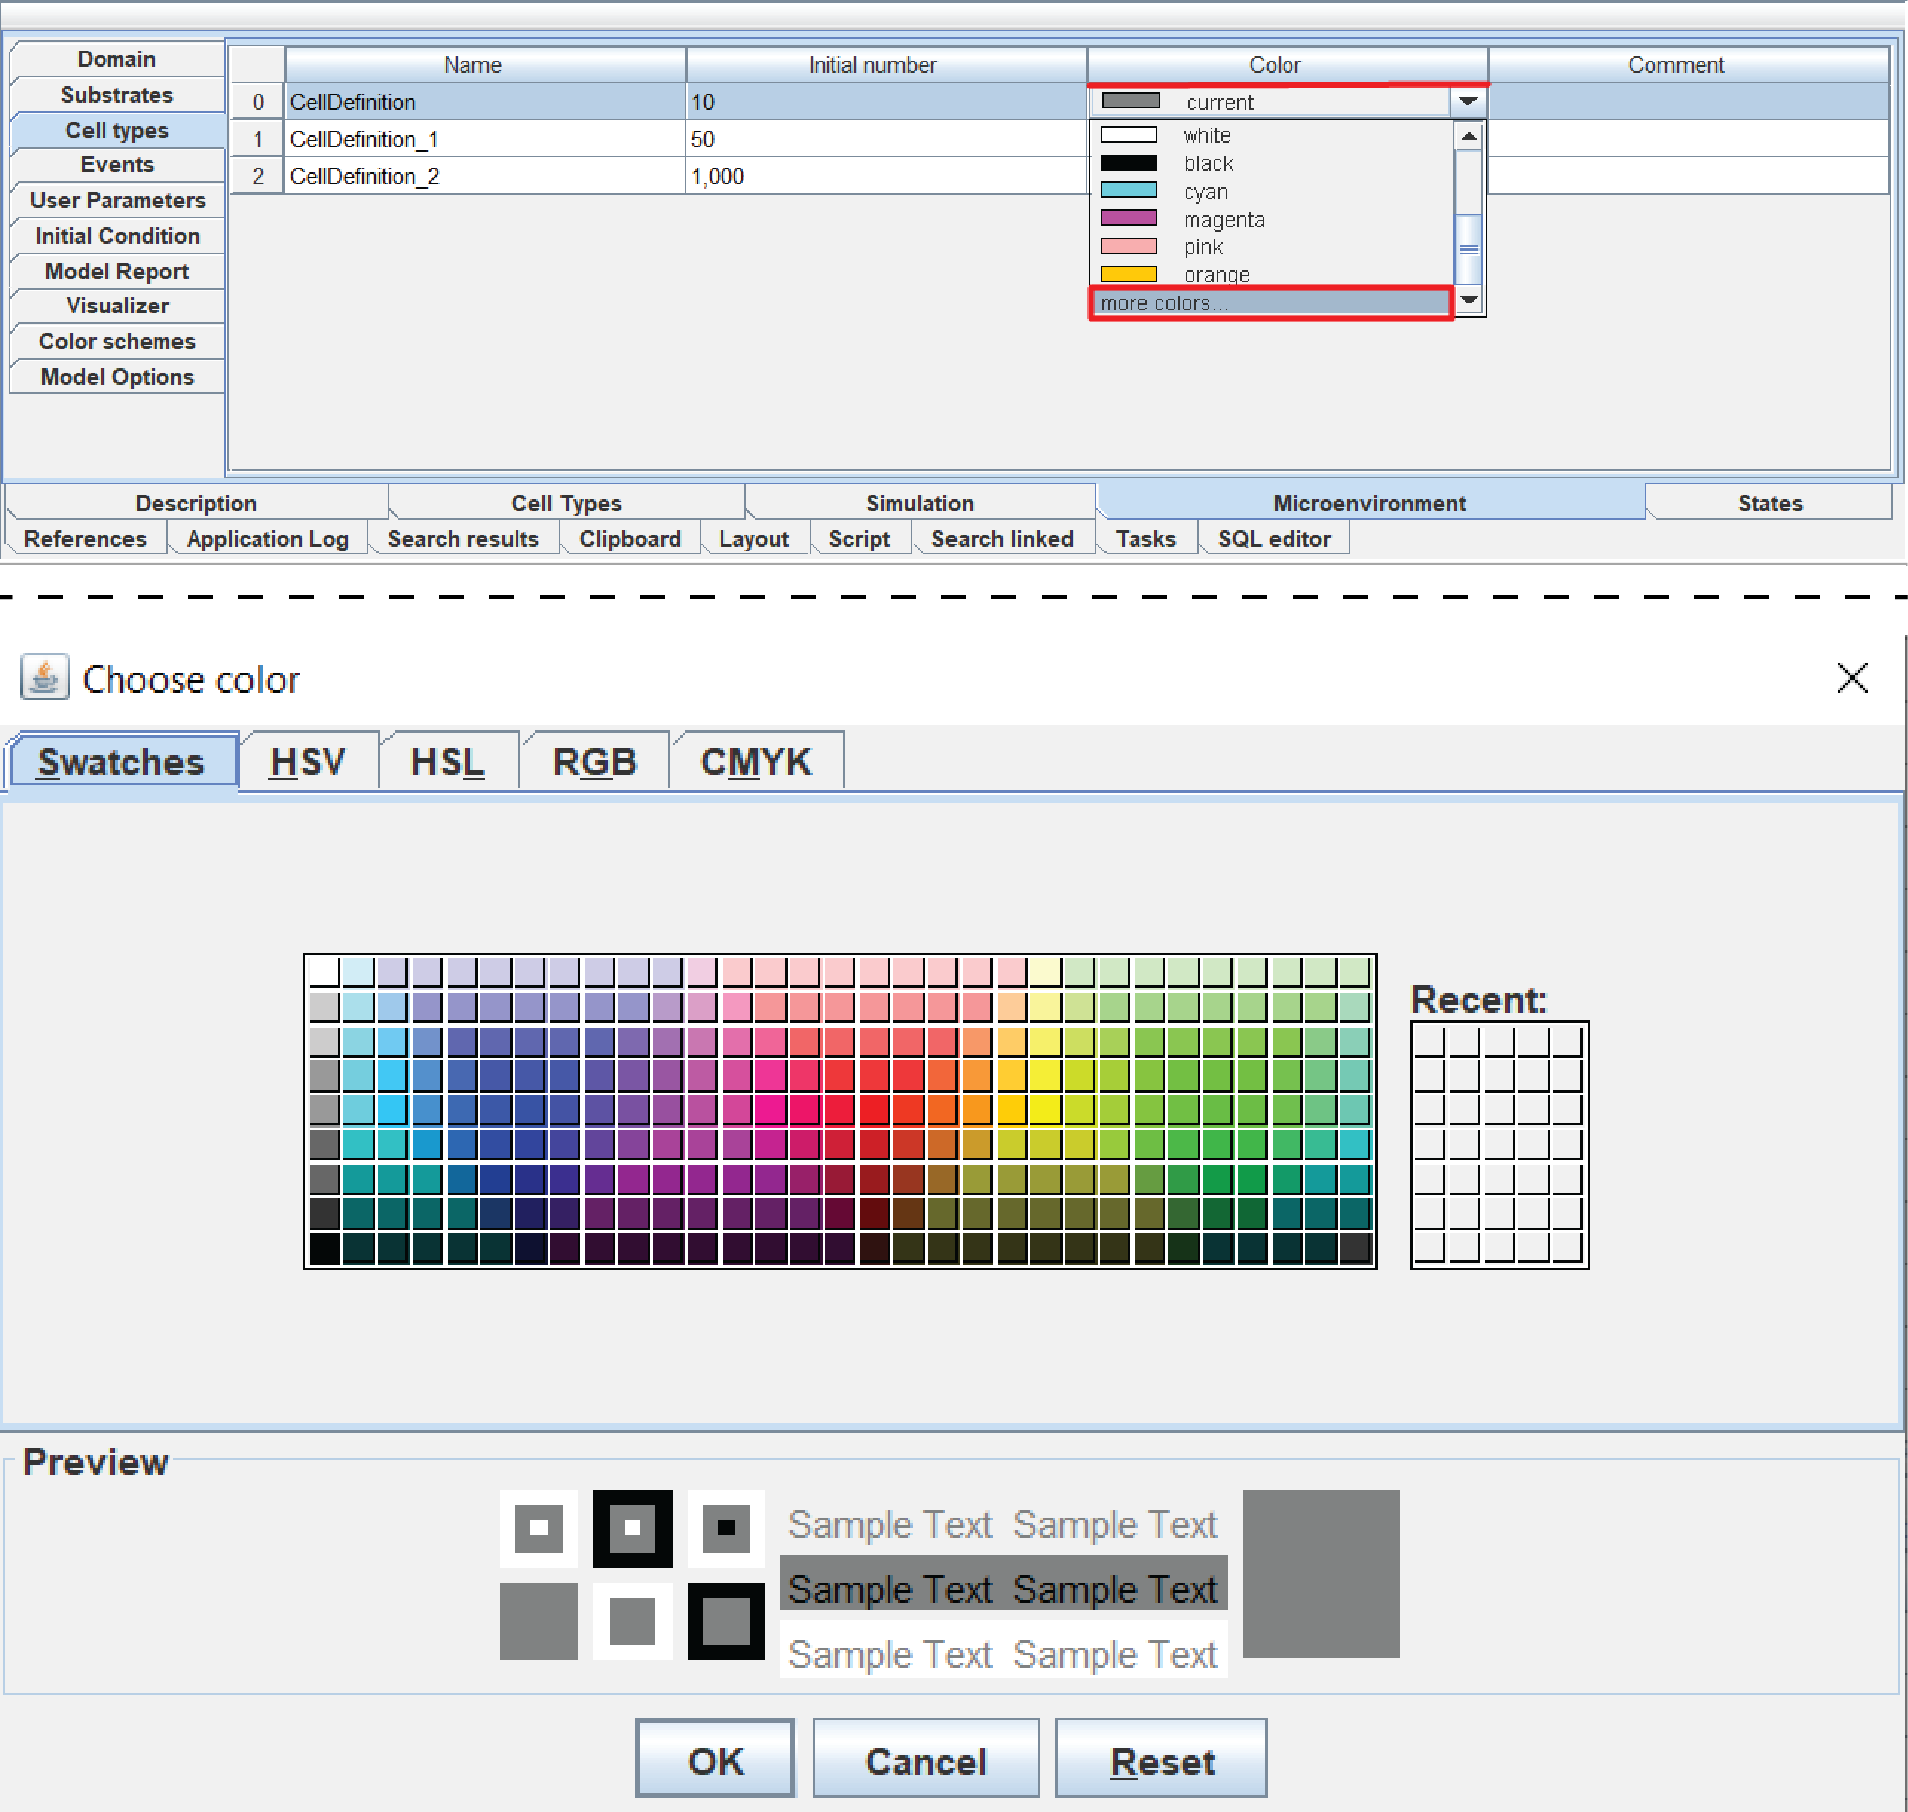 Domain
Substrates
Cell types
Events
User Parameters
Initial Condition
Model Report
Visualizer
Color schemes
Model Options
Name Initial number Color Comment
0 CellDefinition 10 current
1 CellDefinition_1 50
2 CellDefinition_2 1,000
white
black
cyan
magenta
pink
orange
more colors...
Description Cell Types Simulation Microenvironment States
References Application Log Search results Clipboard Layout Script Search linked Tasks SQL editor
Choose color
Swatches HSV HSL RGB CMYK
Recent:
Preview
Sample Text Sample Text
Sample Text Sample Text
Sample Text Sample Text
OK Cancel Reset